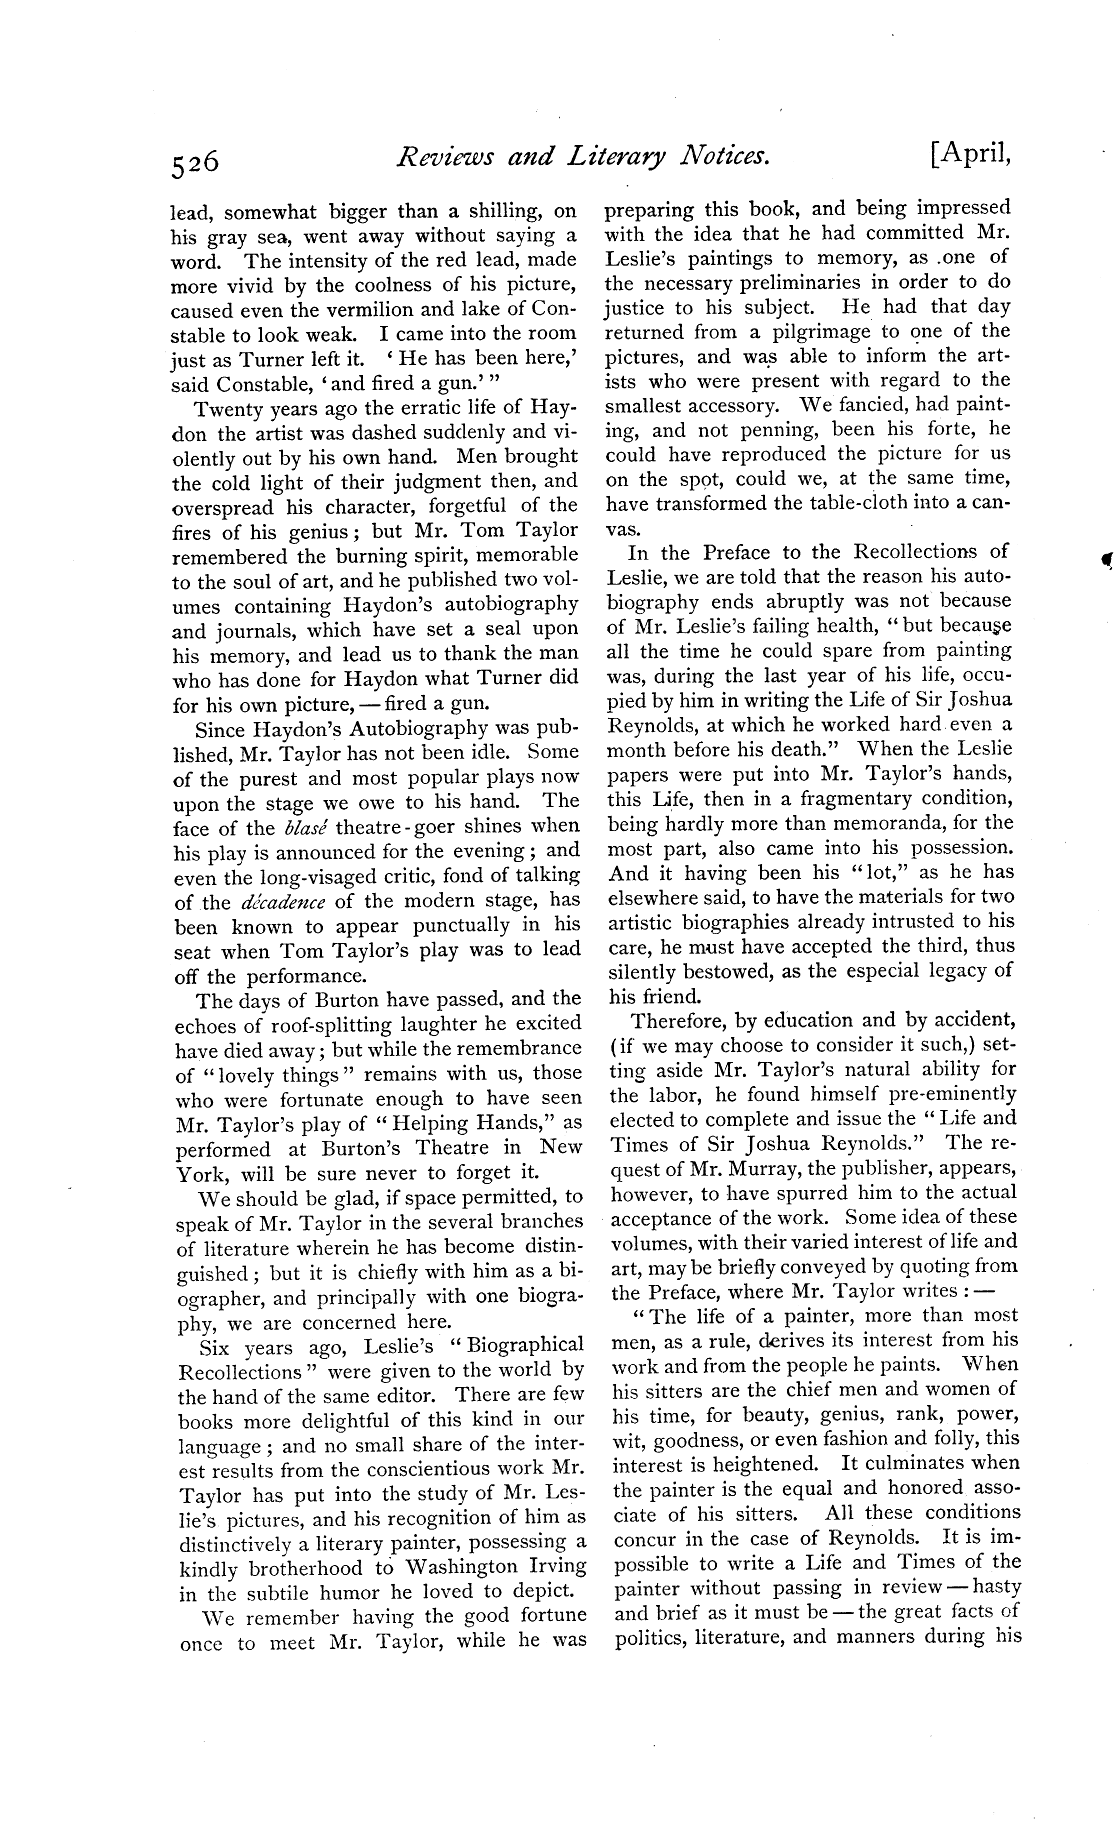 526 Reviews and Literary Notices. [April,
lead, somewhat bigger than a shilling, on
his gray sea, went away without saying a
word. The intensity of the red lead, made
more vivid by the coolness of his picture,
caused even the vermilion and lake of Con-
stable to look weak. I came into the room
just as Turner left it. ‘He has been here,’
said Constable, ‘and fired a gun.’”
Twenty years ago the erratic life of Hay-
don the artist was dashed suddenly and vi-
olently out by his own hand. Men brought
the cold light of their judgment then, and
overspread his character, forgetful of the
fires of his genius; but Mr. Tom Taylor
remembered the burning spirit, memorable
to the soul of art, and he published two vol-
umes containing Haydon’s autobiography
and journals, which have set a seal upon
his memory, and lead us to thank the man
who has done for Haydon what Turner did
for his own picture,—fired a gun.
Since Haydon’s Autobiography was pub-
lished, Mr. Taylor has not been idle. Some
of the purest and most popular plays now
upon the stage we owe to his hand. The
face of the blasé theatre-goer shines when
his play is announced for the evening; and
even the long-visaged critic, fond of talking
of the décadence of the modern stage, has
been known to appear punctually in his
seat when Tom Taylor’s play was to lead
off the performance.
The days of Burton have passed, and the
echoes of roof-splitting laughter he excited
have died away; but while the remembrance
of “lovely things” remains with us, those
who were fortunate enough to have seen
Mr. Taylor’s play of “Helping Hands,” as
performed at Burton’s Theatre in New
York, will be sure never to forget it.
We should be glad, if space permitted, to
speak of Mr. Taylor in the several branches
of literature wherein he has become distin-
guished; but it is chiefly with him as a bi-
ographer, and principally with one biogra-
phy, we are concerned here.
Six years ago, Leslie’s “Biographical
Recollections” were given to the world by
the hand of the same editor. There are few
books more delightful of this kind in our
language; and no small share of the inter-
est results from the conscientious work Mr.
Taylor has put into the study of Mr. Les-
lie’s pictures, and his recognition of him as
distinctively a literary painter, possessing a
kindly brotherhood to Washington Irving
in the subtile humor he loved to depict.
We remember having the good fortune
once to meet Mr. Taylor, while he was
preparing this book, and being impressed
with the idea that he had committed Mr.
Leslie’s paintings to memory, as one of
the necessary preliminaries in order to do
justice to his subject. He had that day
returned from a pilgrimage to one of the
pictures, and was able to inform the art-
ists who were present with regard to the
smallest accessory. We fancied, had paint-
ing, and not penning, been his forte, he
could have reproduced the picture for us
on the spot, could we, at the same time,
have transformed the table-cloth into a can-
vas.
In the Preface to the Recollections of
Leslie, we are told that the reason his auto-
biography ends abruptly was not because
of Mr. Leslie’s failing health, “but because
all the time he could spare from painting
was, during the last year of his life, occu-
pied by him in writing the Life of Sir Joshua
Reynolds, at which he worked hard even a
month before his death.” When the Leslie
papers were put into Mr. Taylor’s hands,
this Life, then in a fragmentary condition,
being hardly more than memoranda, for the
most part, also came into his possession.
And it having been his “lot,” as he has
elsewhere said, to have the materials for two
artistic biographies already intrusted to his
care, he must have accepted the third, thus
silently bestowed, as the especial legacy of
his friend.
Therefore, by education and by accident,
(if we may choose to consider it such,) set-
ting aside Mr. Taylor’s natural ability for
the labor, he found himself pre-eminently
elected to complete and issue the “Life and
Times of Sir Joshua Reynolds.” The re-
quest of Mr. Murray, the publisher, appears,
however, to have spurred him to the actual
acceptance of the work. Some idea of these
volumes, with their varied interest of life and
art, may be briefly conveyed by quoting from
the Preface, where Mr. Taylor writes:—
“The life of a painter, more than most
men, as a rule, derives its interest from his
work and from the people he paints. When
his sitters are the chief men and women of
his time, for beauty, genius, rank, power,
wit, goodness, or even fashion and folly, this
interest is heightened. It culminates when
the painter is the equal and honored asso-
ciate of his sitters. All these conditions
concur in the case of Reynolds. It is im-
possible to write a Life and Times of the
painter without passing in review—hasty
and brief as it must be—the great facts of
politics, literature, and manners during his